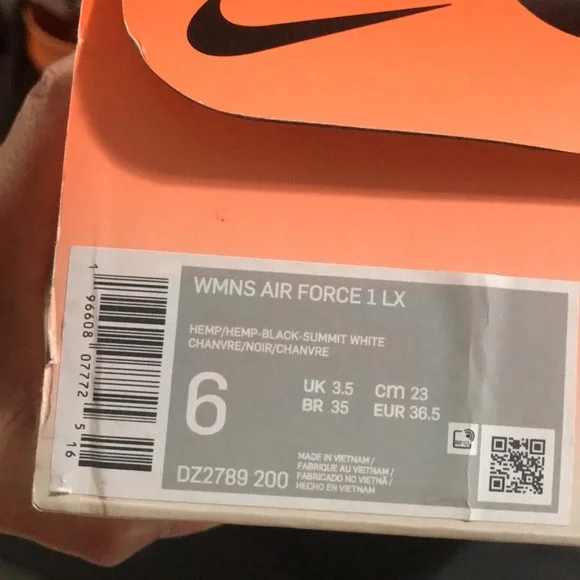 WMNS AIR FORCE 1 LX
HEMP/HEMP-BLACK-SUMMIT WHITE
CHANVRE/NOIR/CHANVRE
6
UK 3.5 cm 23
BR 35 EUR 36.5
DZ2789 200
MADE IN VIETNAM /
FABRIQUE AU VIETNAM /
FABRICADO VIETNÃ /
HECHO EN VIETNAM
1 96608 07772 5 16